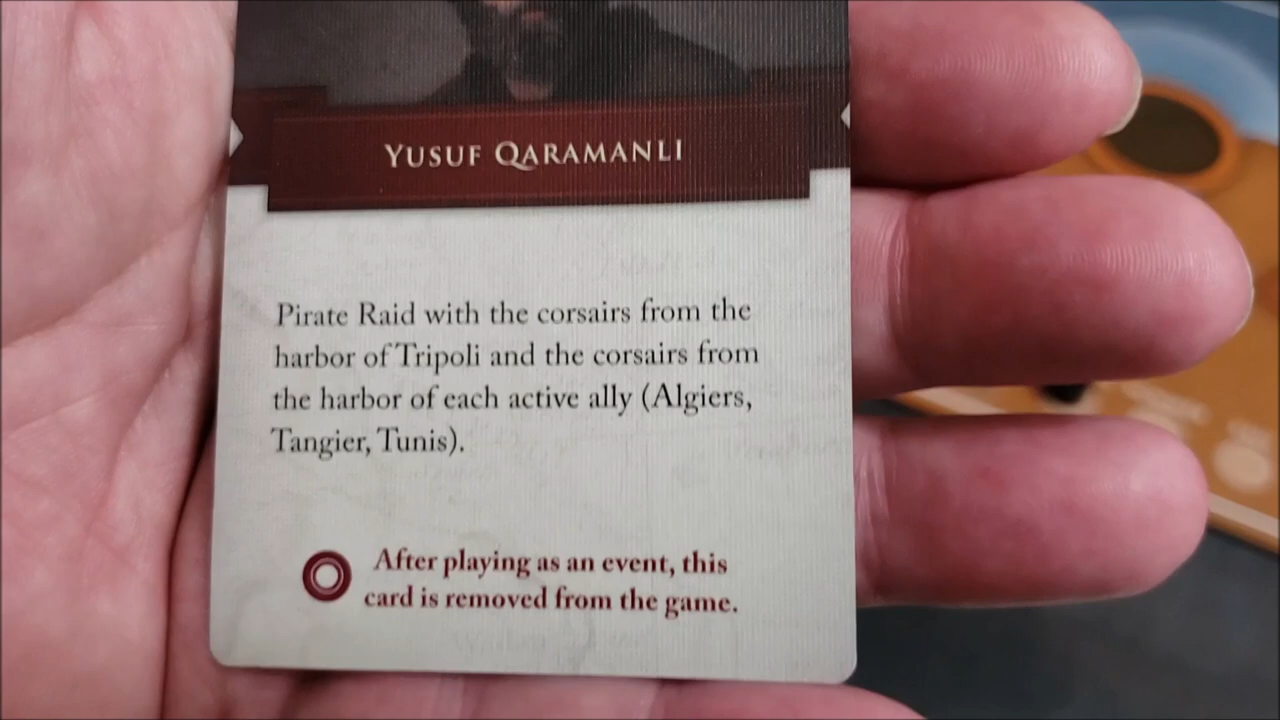 YUSUF QARAMANLI
Pirate Raid with the corsairs from the
harbor of Tripoli and the corsairs from
the harbor of each active ally (Algiers,
Tangier, Tunis).
After playing as an event, this
card is removed from the game.